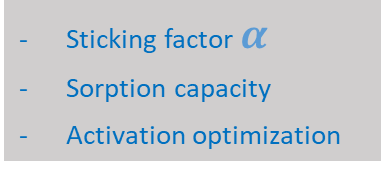 - Sticking factor α
- Sorption capacity
- Activation optimization